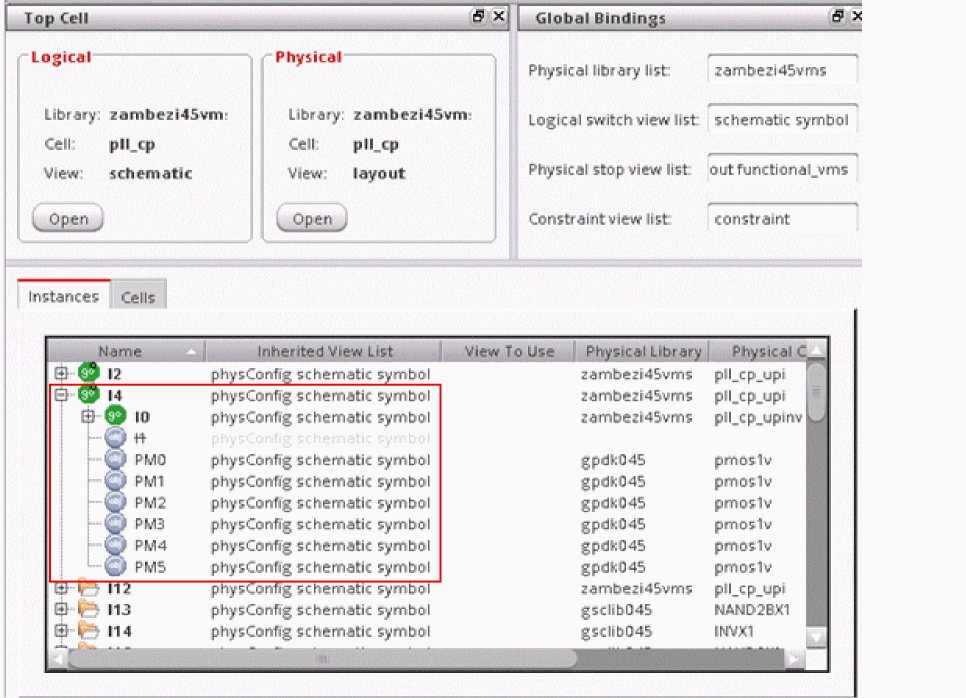 Top Cell
Global Bindings
Logical
Physical
Library: zambezi45vm:
Library: zambezi45vm:
Cell: pll_cp
Cell: pll_cp
View: schematic
View: layout
Open
Open
Physical library list: zambezi45vms
Logical switch view list: schematic symbol
Physical stop view list: out functional_vms
Constraint view list: constraint
Instances
Cells
Name Inherited View List View To Use Physical Library Physical C
I2 physConfig schematic symbol zambezi45vms pll_cp_upi
I4 physConfig schematic symbol zambezi45vms pll_cp_upi
I0 physConfig schematic symbol zambezi45vms pll_cp_upinv
I1 physConfig schematic symbol
PM0 physConfig schematic symbol gpdk045 pmos1v
PM1 physConfig schematic symbol gpdk045 pmos1v
PM2 physConfig schematic symbol gpdk045 pmos1v
PM3 physConfig schematic symbol gpdk045 pmos1v
PM4 physConfig schematic symbol gpdk045 pmos1v
PM5 physConfig schematic symbol gpdk045 pmos1v
I12 physConfig schematic symbol zambezi45vms pll_cp_upi
I13 physConfig schematic symbol gsclib045 NAND2BX1
I14 physConfig schematic symbol gsclib045 INVX1